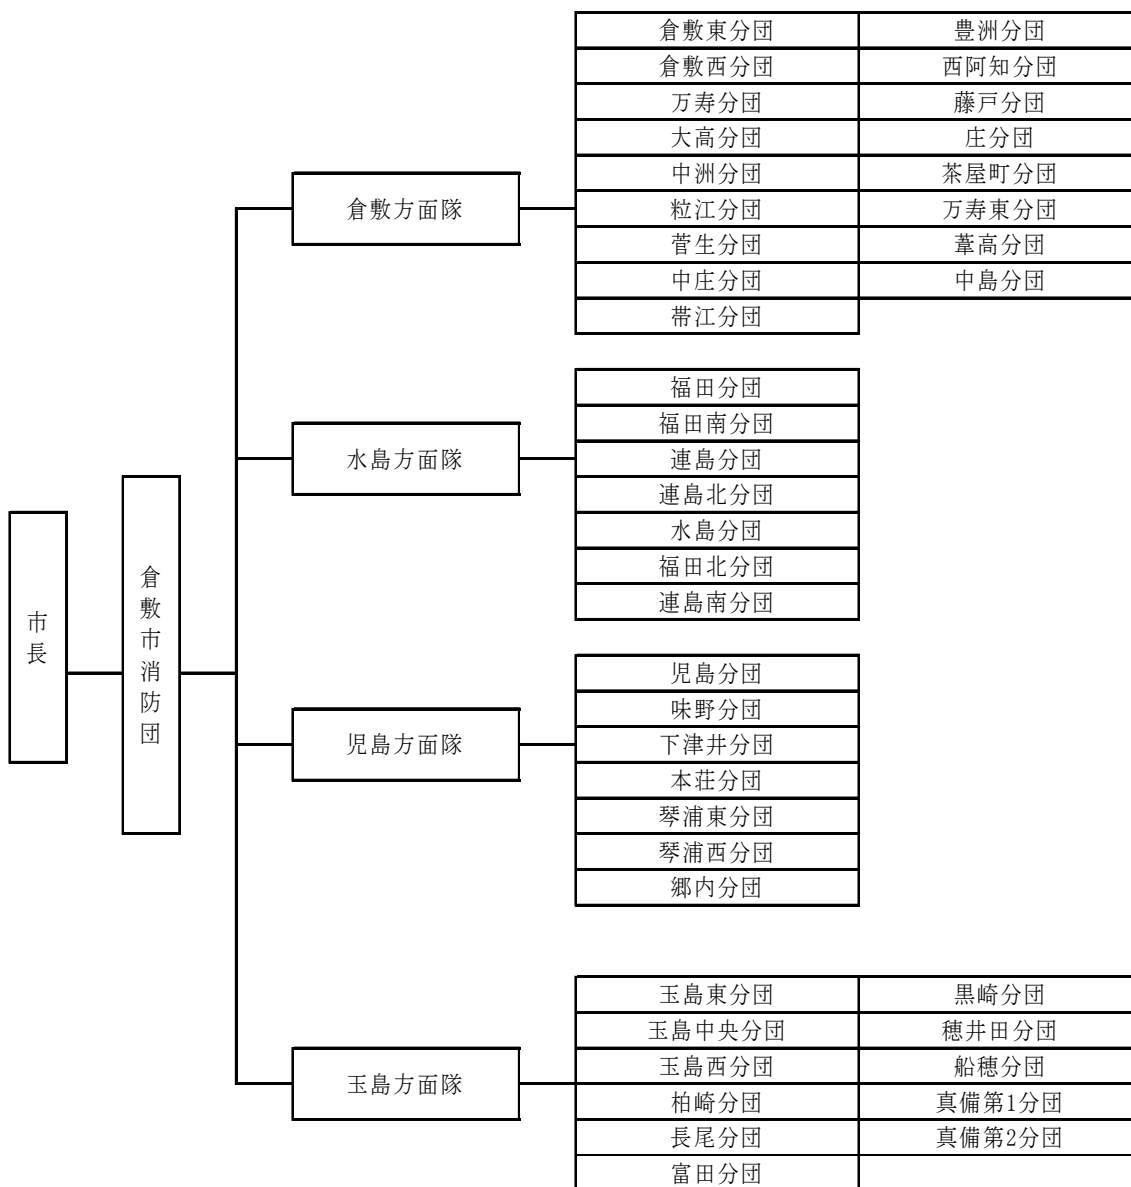 市長
倉敷市消防団
倉敷方面隊
倉敷東分団 豊洲分団
倉敷西分団 西阿知分団
万寿分団 藤戸分団
大高分団 庄分団
中洲分団 茶屋町分団
粒江分団 万寿東分団
菅生分団 葦高分団
中庄分団 中島分団
帯江分団
水島方面隊
福田分団
福田南分団
連島分団
連島北分団
水島分団
福田北分団
連島南分団
児島方面隊
児島分団
味野分団
下津井分団
本荘分団
琴浦東分団
琴浦西分団
郷内分団
玉島方面隊
玉島東分団 黒崎分団
玉島中央分団 穂井田分団
玉島西分団 船穂分団
柏崎分団 真備第1分団
長尾分団 真備第2分団
富田分団